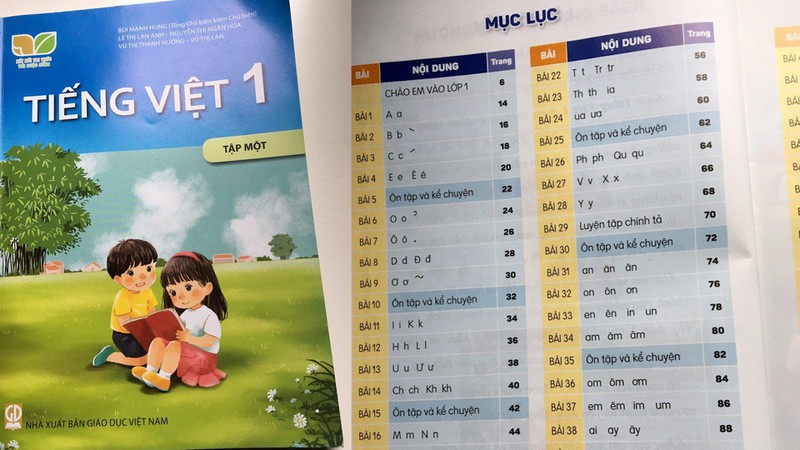 BÙI MẠNH HÙNG (Tổng Chủ biên kiêm Chủ biên)
LÊ THỊ LAN ANH - NGUYỄN THỊ NGÂN HOA
VŨ THỊ THANH HƯƠNG - VŨ THỊ LAN
KẾT NỐI TRI THỨC
VỚI CUỘC SỐNG
TIẾNG VIỆT 1
TẬP MỘT
NHÀ XUẤT BẢN GIÁO DỤC VIỆT NAM
MỤC LỤC
BÀI NỘI DUNG Trang
CHÀO EM VÀO LỚP 1 6
BÀI 1 A a 14
BÀI 2 B b ` 16
BÀI 3 C c ´ 18
BÀI 4 E e Ê ê 20
BÀI 5 Ôn tập và kể chuyện 22
BÀI 6 O o ̉ 24
BÀI 7 Ô ô . 26
BÀI 8 D d Đ đ 28
BÀI 9 Ơ ơ ~ 30
BÀI 10 Ôn tập và kể chuyện 32
BÀI 11 I i K k 34
BÀI 12 H h L l 36
BÀI 13 U u Ư ư 38
BÀI 14 Ch ch Kh kh 40
BÀI 15 Ôn tập và kể chuyện 42
BÀI 16 M m N n 44
BÀI NỘI DUNG Trang
BÀI 22 T t Tr tr 56
BÀI 23 Th th ia 58
BÀI 24 ua ưa 60
BÀI 25 Ôn tập và kể chuyện 62
BÀI 26 Ph ph Qu qu 64
BÀI 27 V v X x 66
BÀI 28 Y y 68
BÀI 29 Luyện tập chính tả 70
BÀI 30 Ôn tập và kể chuyện 72
BÀI 31 an ăn ân 74
BÀI 32 on ôn ơn 76
BÀI 33 en ên in un 78
BÀI 34 am ăm âm 80
BÀI 35 Ôn tập và kể chuyện 82
BÀI 36 om ôm ơm 84
BÀI 37 em êm im um 86
BÀI 38 ai ay ây 88